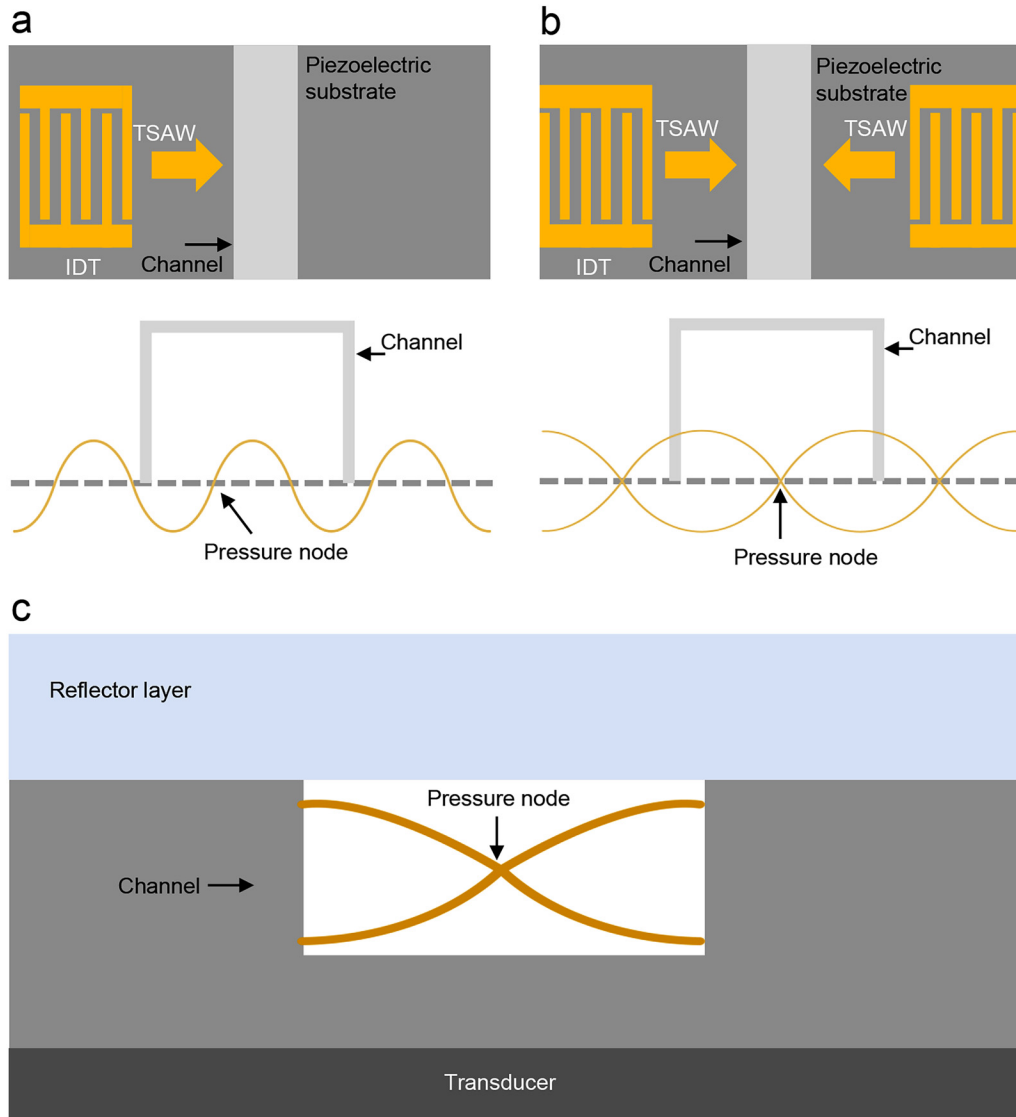 a
Piezoelectric
substrate
TSAW
Channel
IDT
Channel
Pressure node
b
Piezoelectric
substrate
TSAW
TSAW
Channel
IDT
Channel
Pressure node
c
Reflector layer
Pressure node
Channel
Transducer